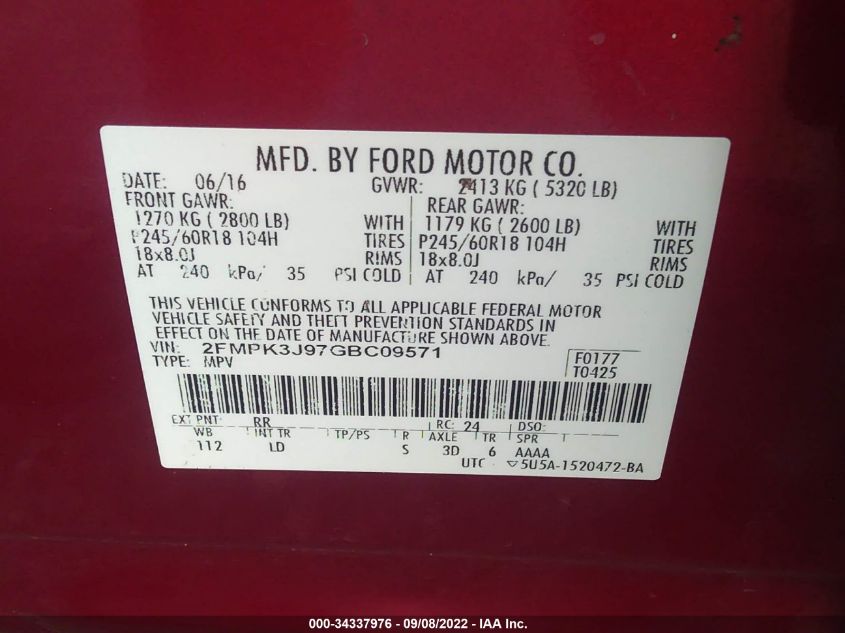 MFD. BY FORD MOTOR CO.
DATE: 06/16 GVWR: 2413 KG ( 5320 LB)
FRONT GAWR: REAR GAWR:
1270 KG ( 2800 LB) WITH 1179 KG ( 2600 LB) WITH
P245/60R18 104H TIRES P245/60R18 104H TIRES
18x8.0J RIMS 18x8.0J RIMS
AT 240 kPa/ 35 PSI COLD AT 240 kPa/ 35 PSI COLD
THIS VEHICLE CONFORMS TO ALL APPLICABLE FEDERAL MOTOR
VEHICLE SAFETY AND THEFT PREVENTION STANDARDS IN
EFFECT ON THE DATE OF MANUFACTURE SHOWN ABOVE.
VIN: 2FMPK3J97GBC09571 F0177
TYPE: MPV T0425
EXT PNT: RR RC: 24 DSO:
WB INT TR TP/PS R AXLE TR SPR T
112 LD S 3D 6 AAAA
UTC ▽5U5A-1520472-BA
000-34337976 - 09/08/2022 - IAA Inc.